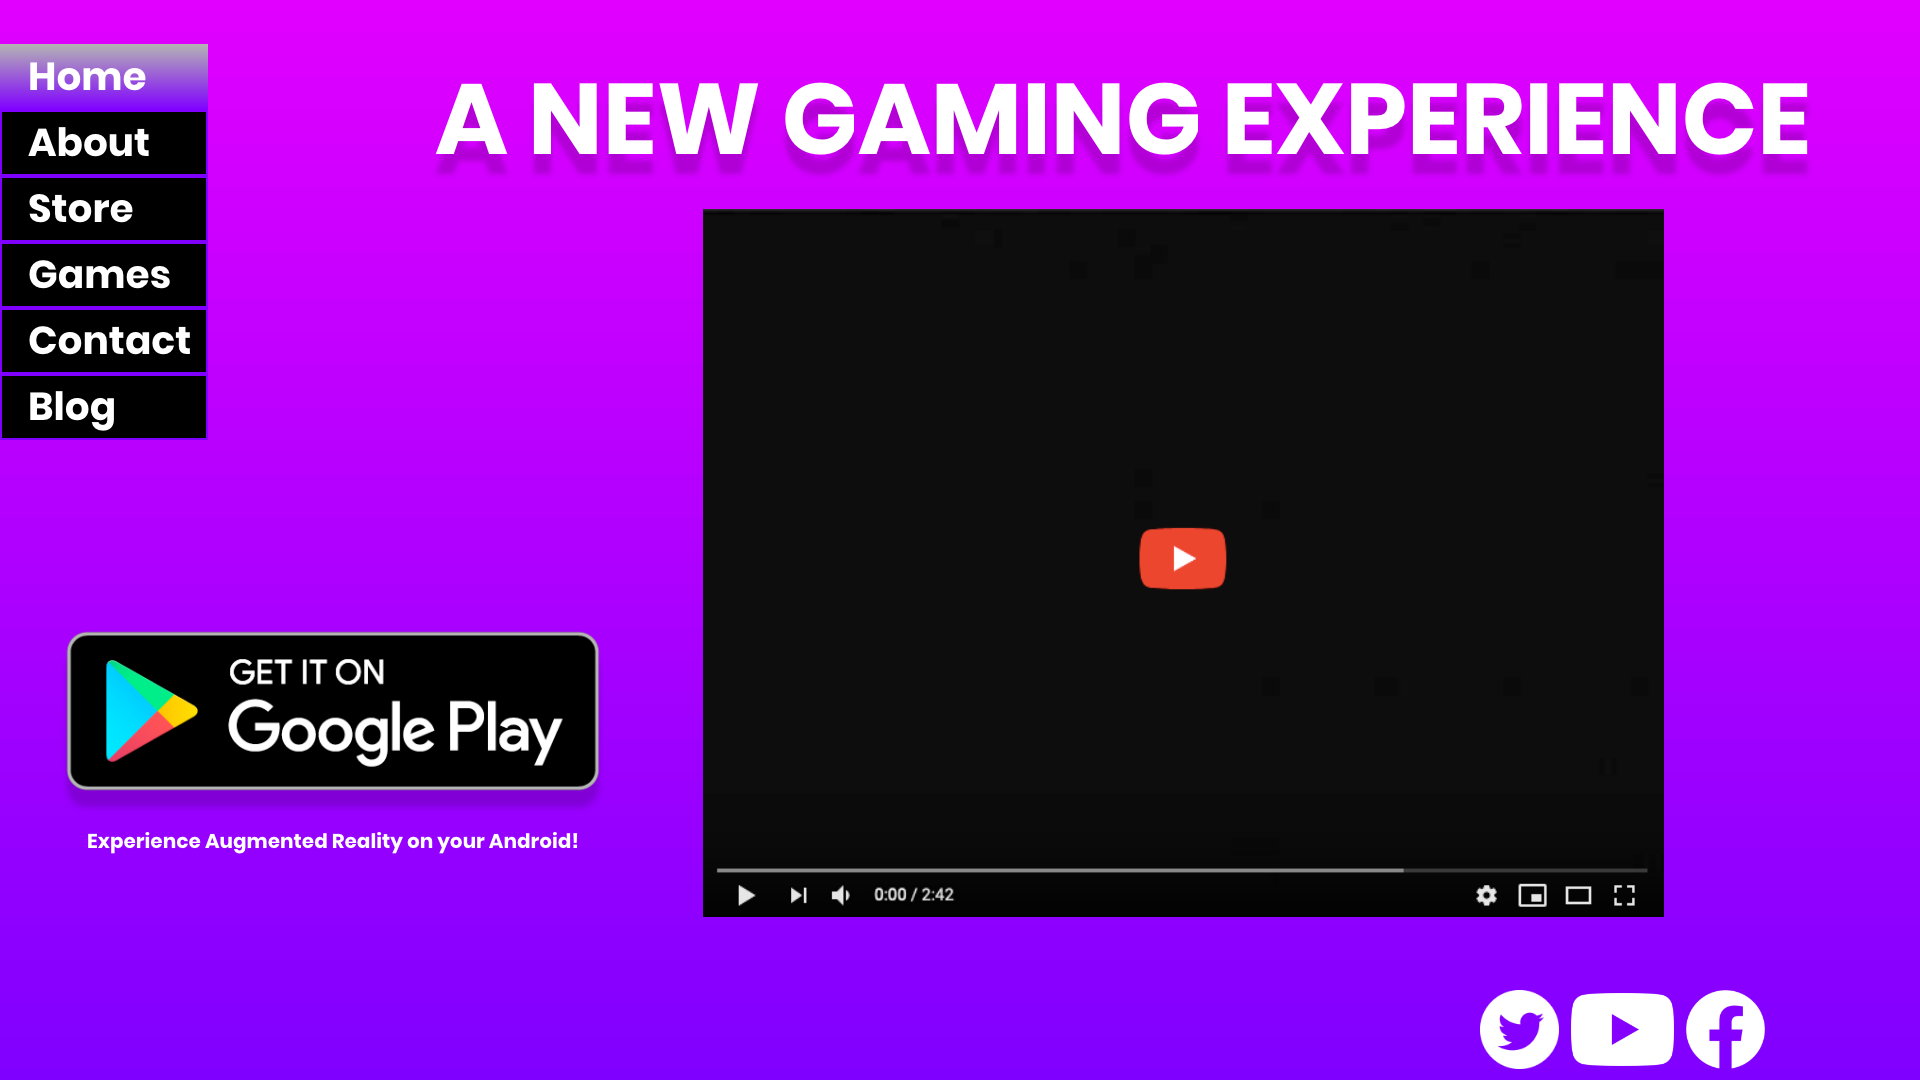 Home
About
Store
Games
Contact
Blog
A NEW GAMING EXPERIENCE
GET IT ON
Google Play
Experience Augmented Reality on your Android!
0:00 / 2:42